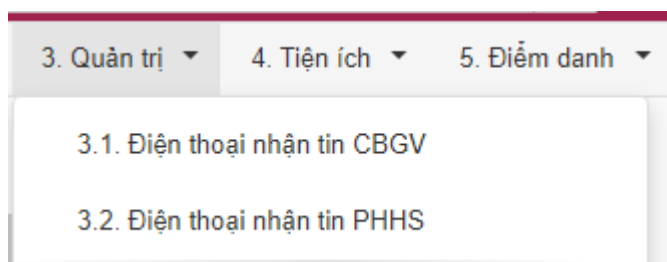 3. Quản trị 4. Tiện ích 5. Điểm danh
3.1. Điện thoại nhận tin CBGV
3.2. Điện thoại nhận tin PHHS